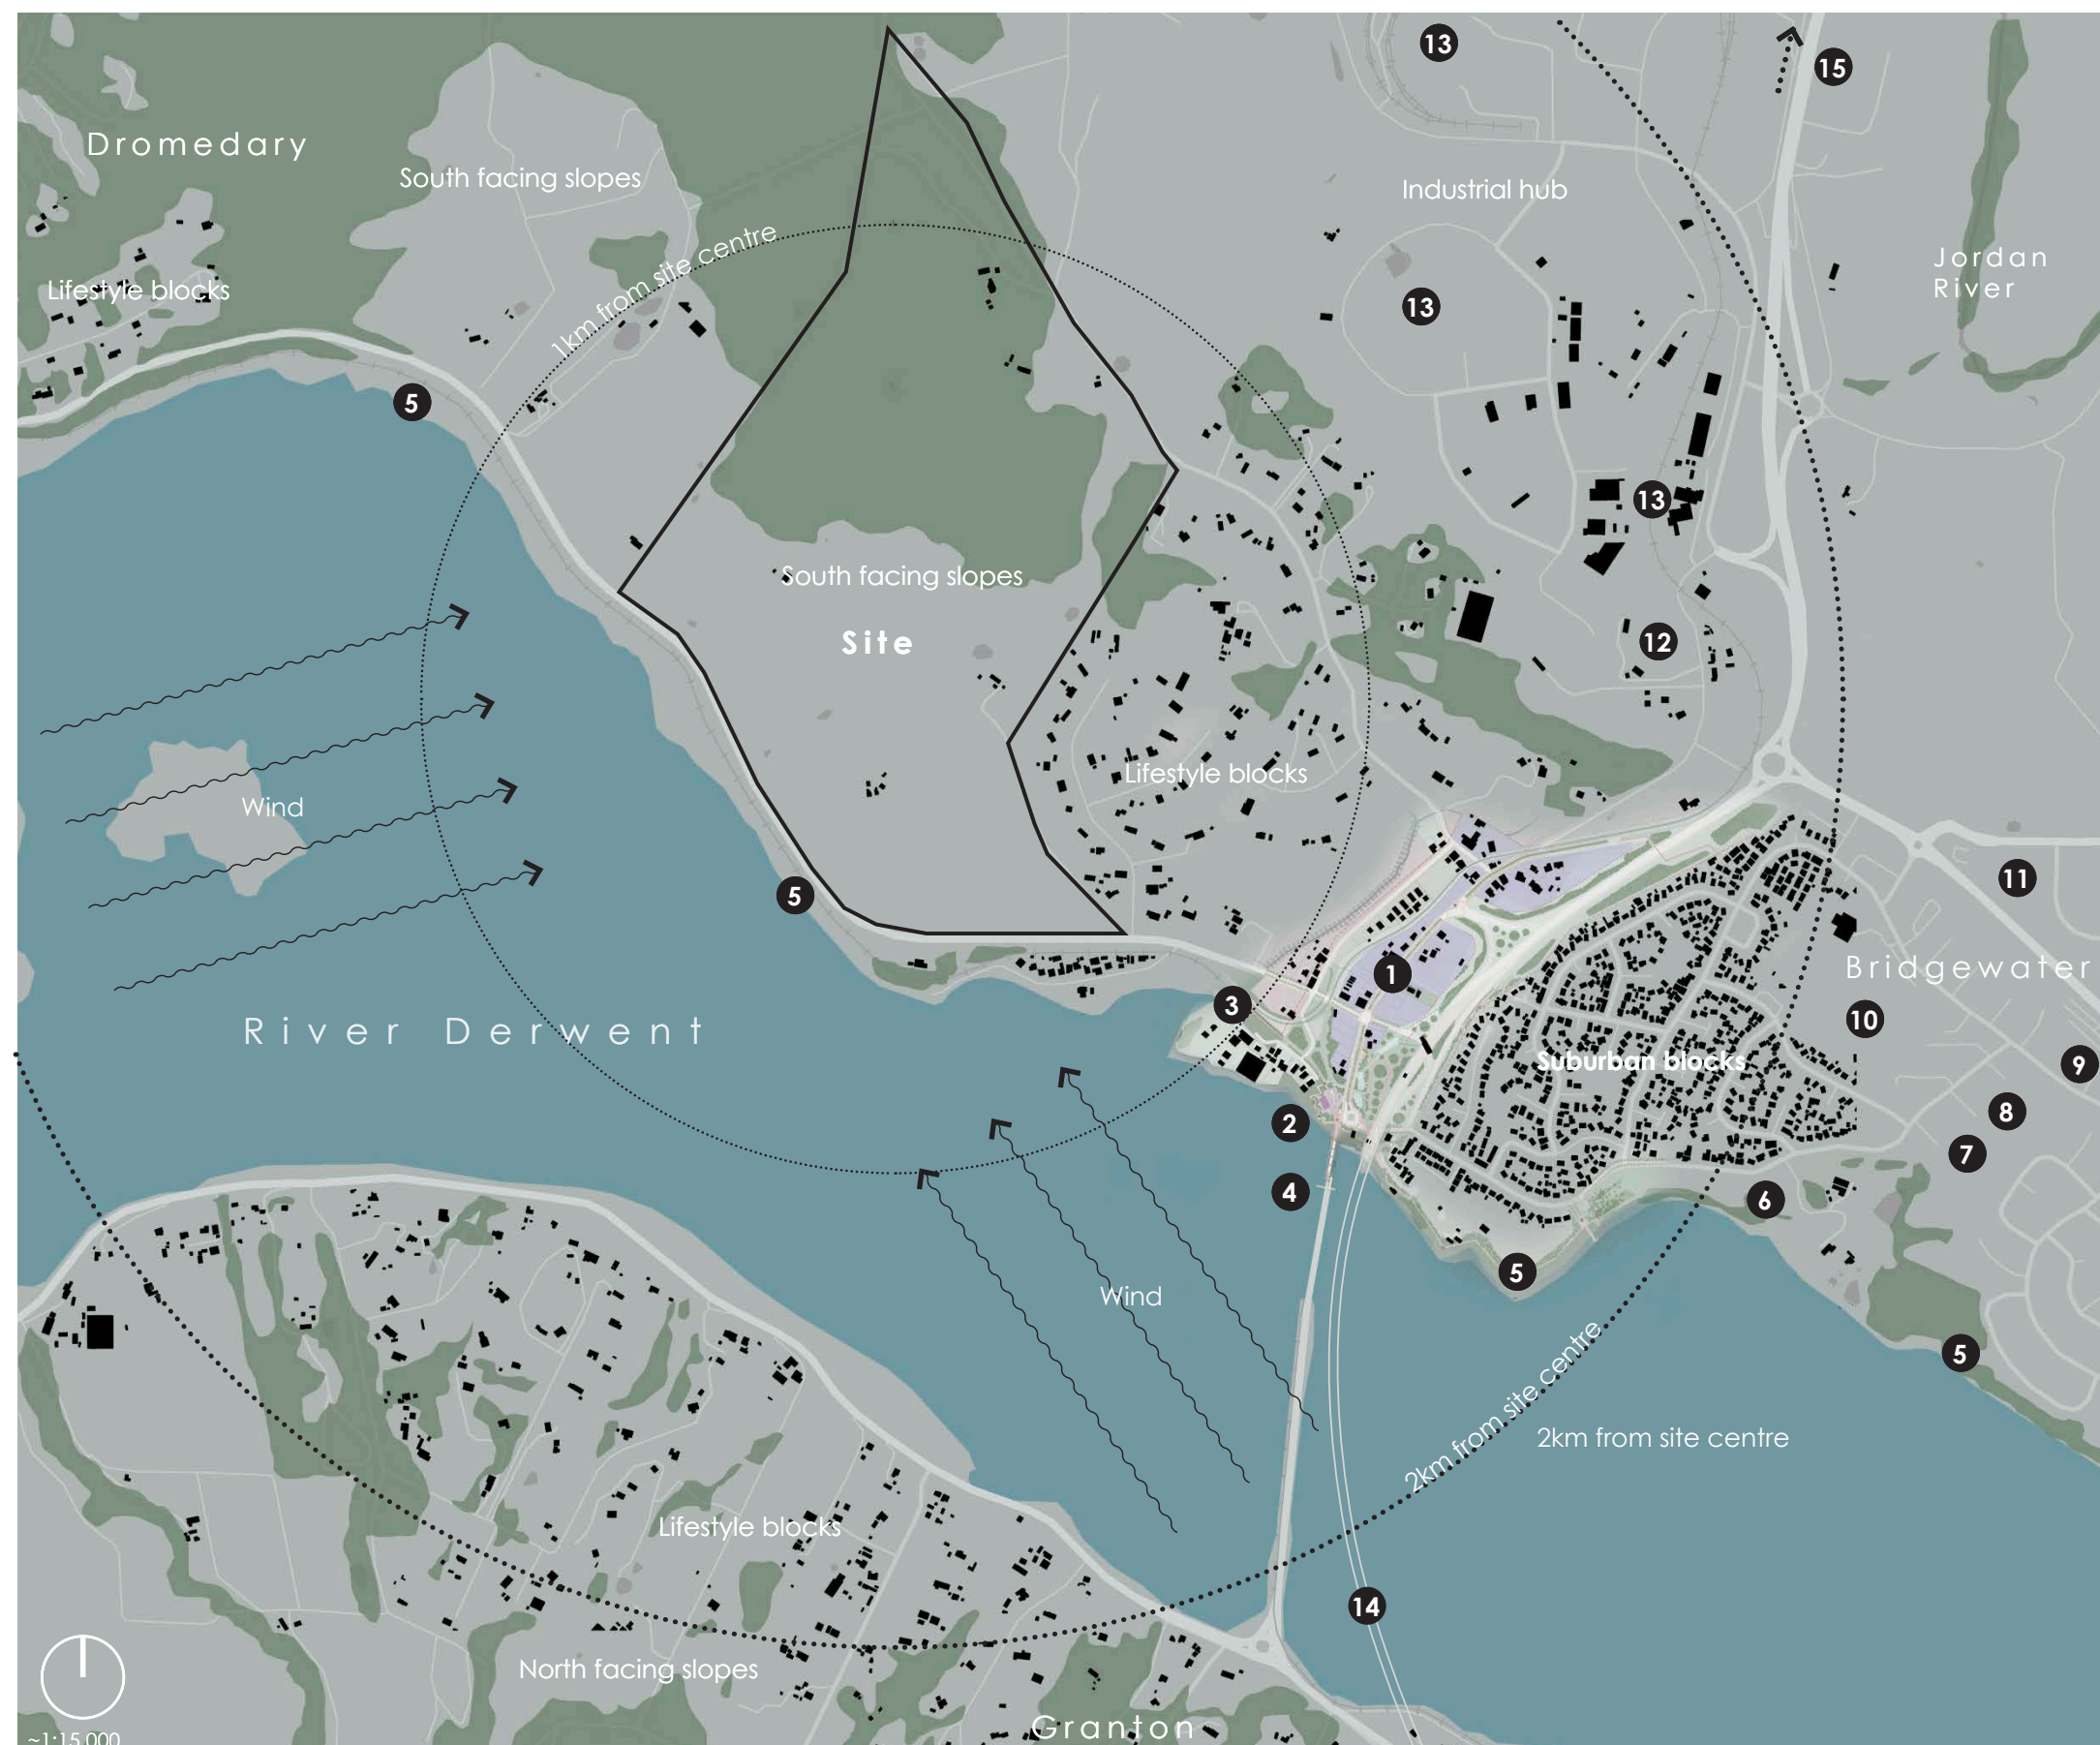 13
15
Dromedary
South facing slopes
Industrial hub
1km from site centre
Jordan
River
Lifestyle blocks
13
5
13
South facing slopes
Site
12
Wind
Lifestyle blocks
5
11
Bridgewater
1
3
10
River Derwent
Suburban blocks
9
8
2
7
4
6
5
Wind
5
2km from site centre
2km from site centre
Lifestyle blocks
14
North facing slopes
Granton
~1:15,000